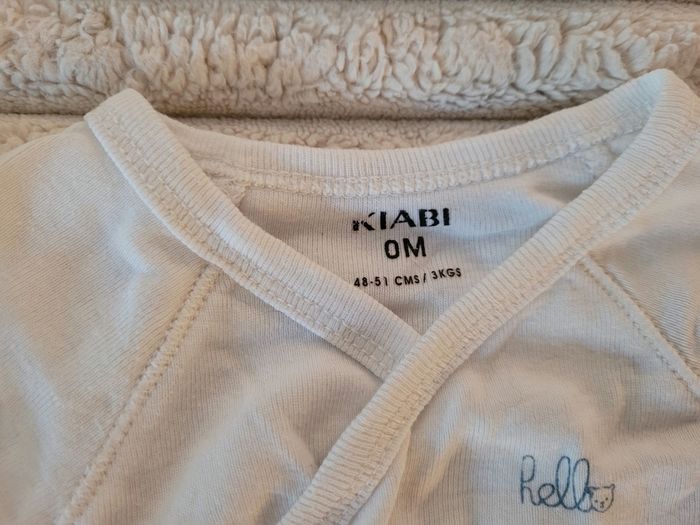 KIABI
0M
48-51 CMS / 3KGS
hello